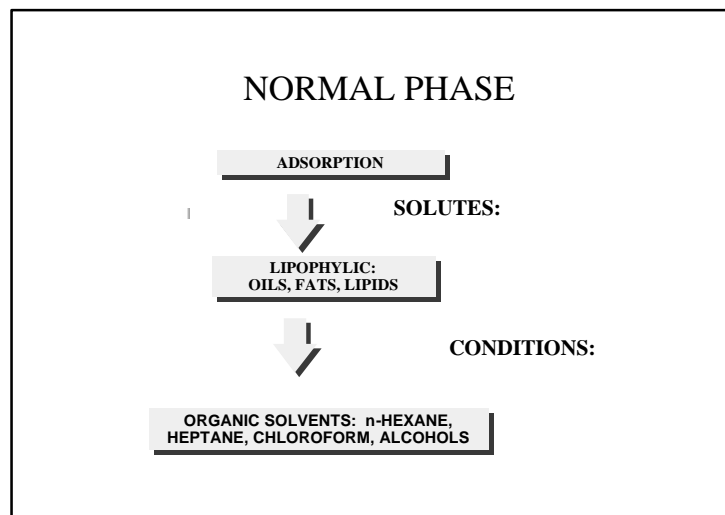 NORMAL PHASE
ADSORPTION
SOLUTES:
LIPOPHYLIC:
OILS, FATS, LIPIDS
CONDITIONS:
ORGANIC SOLVENTS: n-HEXANE,
HEPTANE, CHLOROFORM, ALCOHOLS